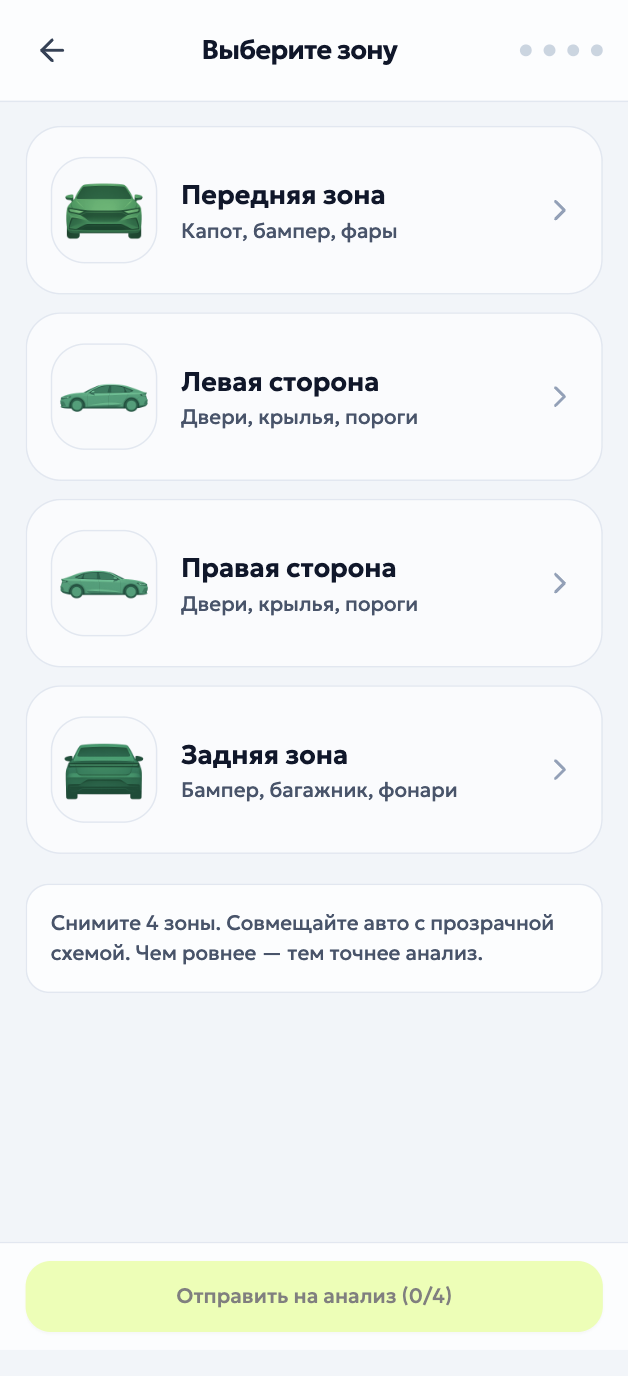 Выберите зону
Передняя зона
Капот, бампер, фары
Левая сторона
Двери, крылья, пороги
Правая сторона
Двери, крылья, пороги
Задняя зона
Бампер, багажник, фонари
Снимите 4 зоны. Совмещайте авто с прозрачной
схемой. Чем ровнее — тем точнее анализ.
Отправить на анализ (0/4)